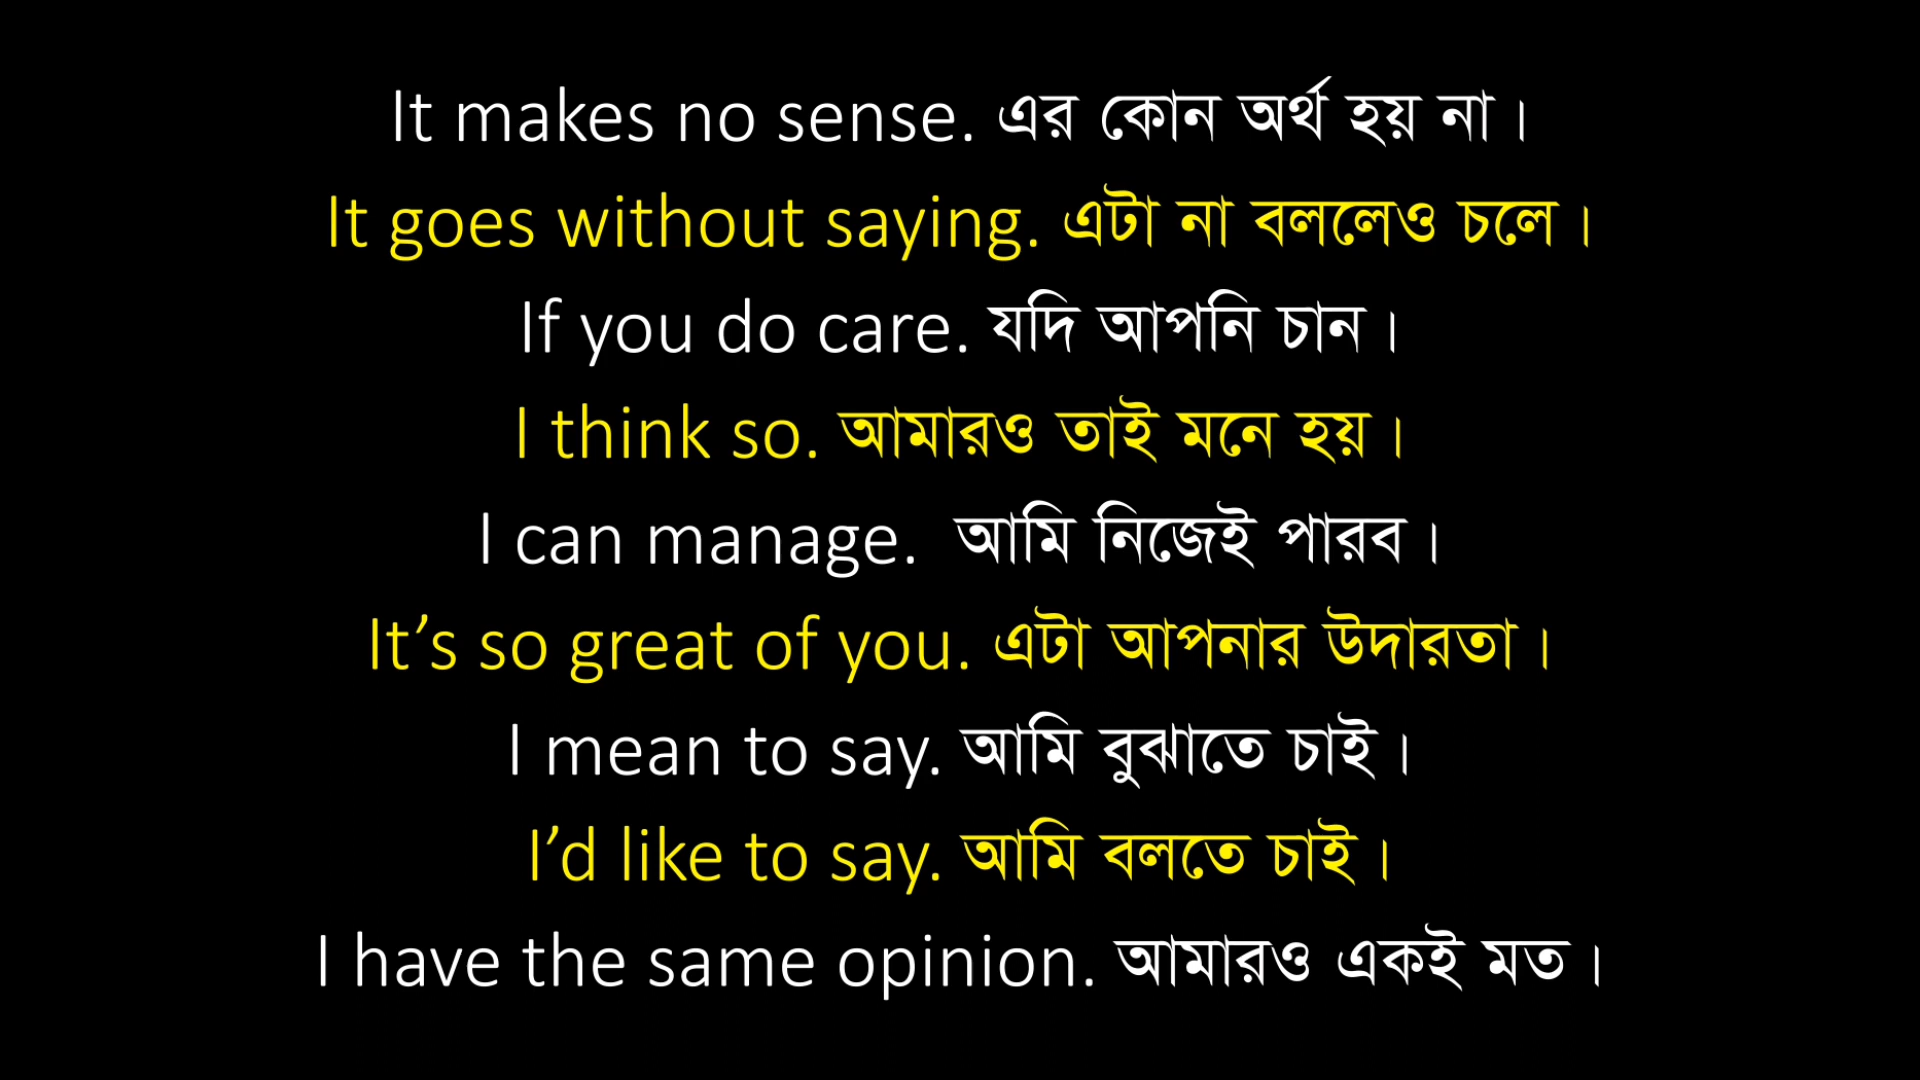 It makes no sense. এর কোন অর্থ হয় না।
It goes without saying. এটা না বললেও চলে।
If you do care. যদি আপনি চান।
I think so. আমারও তাই মনে হয়।
I can manage. আমি নিজেই পারব।
It’s so great of you. এটা আপনার উদারতা।
I mean to say. আমি বুঝাতে চাই।
I’d like to say. আমি বলতে চাই।
I have the same opinion. আমারও একই মত।